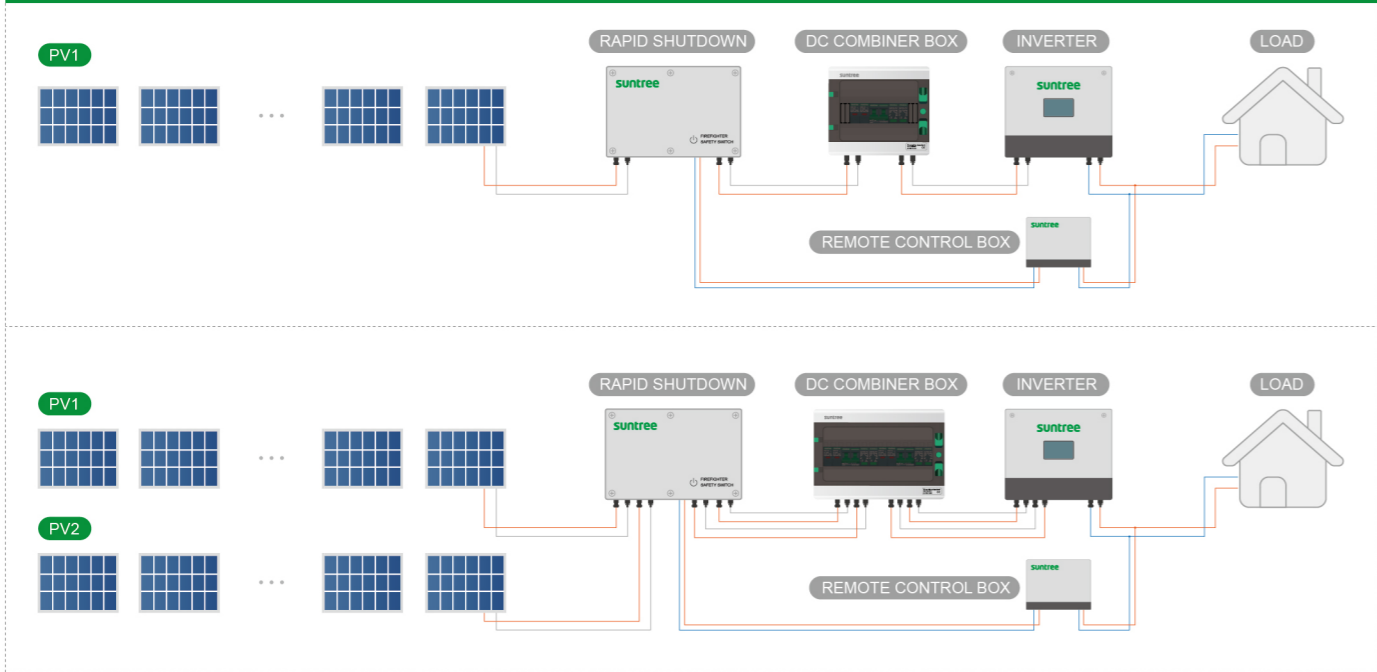 PV1
RAPID SHUTDOWN
DC COMBINER BOX
INVERTER
LOAD
suntree
FIREFIGHTER
SAFETY SWITCH
SUNTREE
suntree
REMOTE CONTROL BOX
suntree
PV1
RAPID SHUTDOWN
DC COMBINER BOX
INVERTER
LOAD
suntree
FIREFIGHTER
SAFETY SWITCH
SUNTREE
suntree
PV2
REMOTE CONTROL BOX
suntree